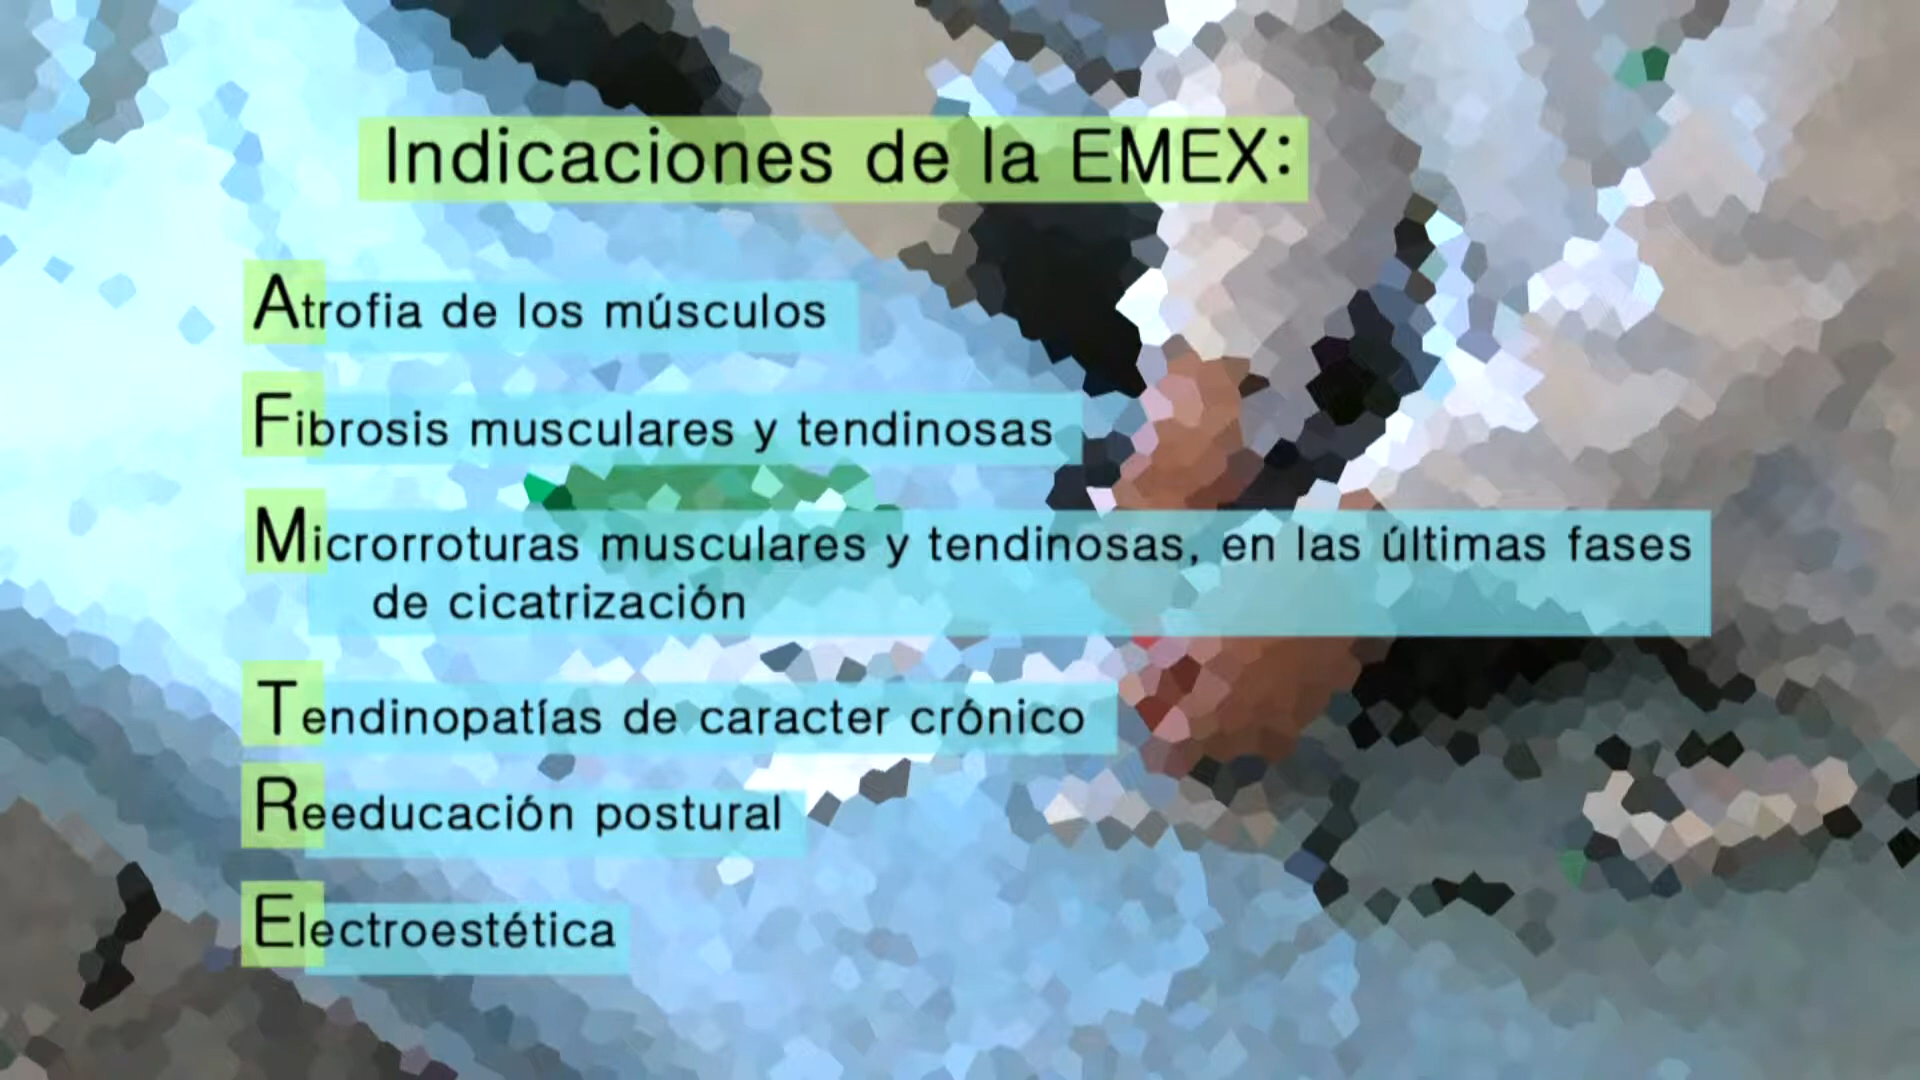 Indicaciones de la EMEX:
Atrofia de los músculos
Fibrosis musculares y tendinosas
Microrroturas musculares y tendinosas, en las últimas fases
de cicatrización
Tendinopatías de caracter crónico
Reeducación postural
Electroestética